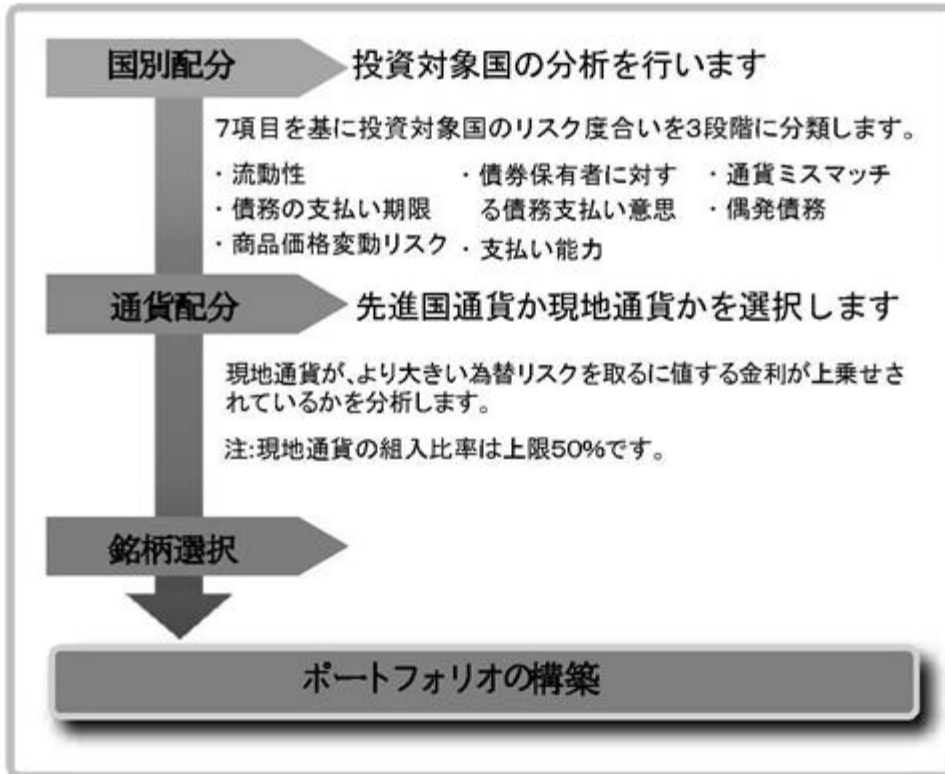 国別配分 投資対象国の分析を行います
7項目を基に投資対象国のリスク度合いを3段階に分類します。
・流動性
・債務の支払い期限
・商品価格変動リスク
・債券保有者に対す
る債務支払い意思
・支払い能力
・通貨ミスマッチ
・偶発債務
通貨配分 先進国通貨か現地通貨かを選択します
現地通貨が、より大きい為替リスクを取るに値する金利が上乗せさ
れているかを分析します。
注:現地通貨の組入比率は上限50%です。
銘柄選択
ポートフォリオの構築